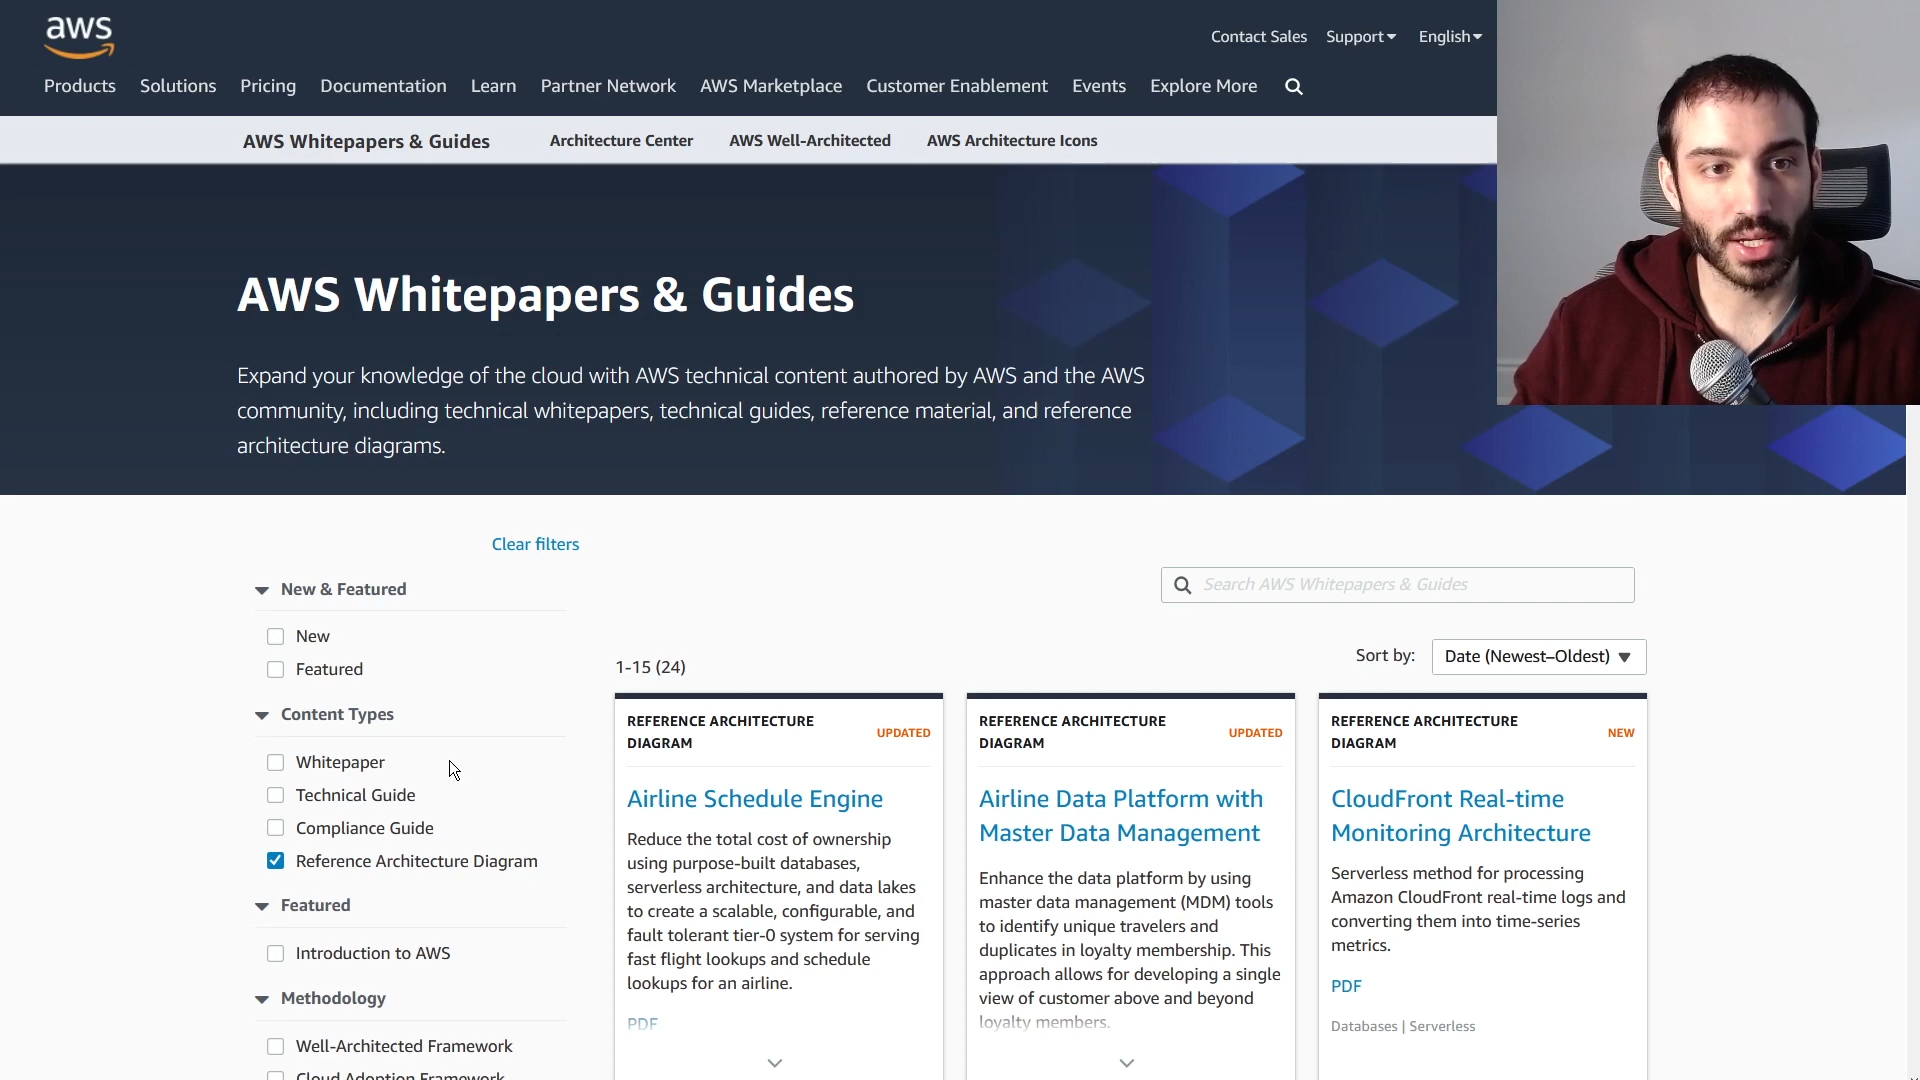 aws
Contact Sales Support English
Products Solutions Pricing Documentation Learn Partner Network AWS Marketplace Customer Enablement Events Explore More
AWS Whitepapers & Guides Architecture Center AWS Well-Architected AWS Architecture Icons
AWS Whitepapers & Guides
Expand your knowledge of the cloud with AWS technical content authored by AWS and the AWS
community, including technical whitepapers, technical guides, reference material, and reference
architecture diagrams.
Clear filters
New & Featured
New
Featured
Content Types
Whitepaper
Technical Guide
Compliance Guide
Reference Architecture Diagram
Featured
Introduction to AWS
Methodology
Well-Architected Framework
Cloud Adoption Framework
Search AWS Whitepapers & Guides
1-15 (24)
Sort by: Date (Newest–Oldest)
REFERENCE ARCHITECTURE
DIAGRAM
UPDATED
Airline Schedule Engine
Reduce the total cost of ownership
using purpose-built databases,
serverless architecture, and data lakes
to create a scalable, configurable, and
fault tolerant tier-0 system for serving
fast flight lookups and schedule
lookups for an airline.
PDF
REFERENCE ARCHITECTURE
DIAGRAM
UPDATED
Airline Data Platform with
Master Data Management
Enhance the data platform by using
master data management (MDM) tools
to identify unique travelers and
duplicates in loyalty membership. This
approach allows for developing a single
view of customer above and beyond
loyalty members.
REFERENCE ARCHITECTURE
DIAGRAM
NEW
CloudFront Real-time
Monitoring Architecture
Serverless method for processing
Amazon CloudFront real-time logs and
converting them into time-series
metrics.
PDF
Databases | Serverless